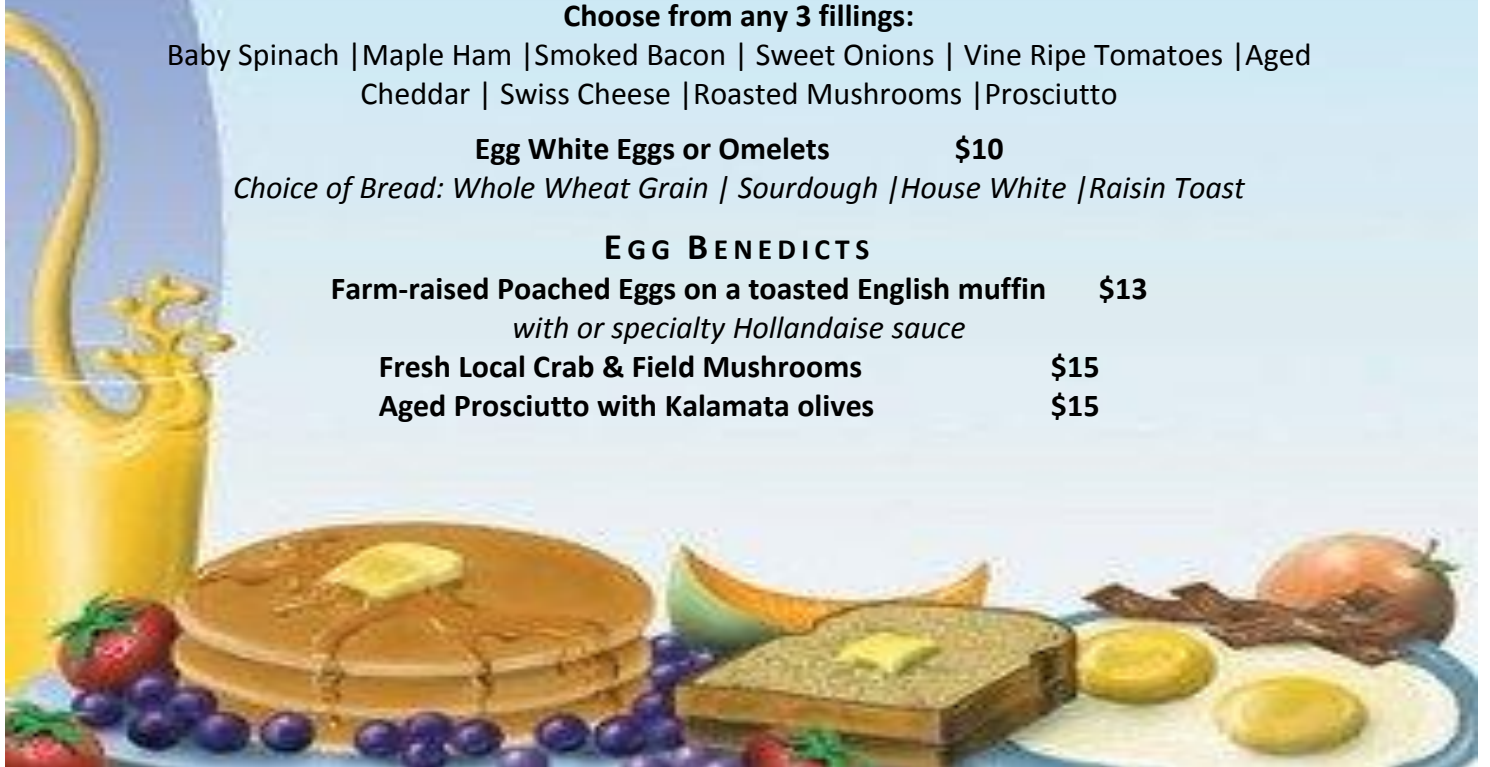 Choose from any 3 fillings:
Baby Spinach |Maple Ham |Smoked Bacon | Sweet Onions | Vine Ripe Tomatoes |Aged
Cheddar | Swiss Cheese |Roasted Mushrooms |Prosciutto
Egg White Eggs or Omelets $10
Choice of Bread: Whole Wheat Grain | Sourdough |House White |Raisin Toast
EGG BENEDICTS
Farm-raised Poached Eggs on a toasted English muffin $13
with or specialty Hollandaise sauce
Fresh Local Crab & Field Mushrooms $15
Aged Prosciutto with Kalamata olives $15